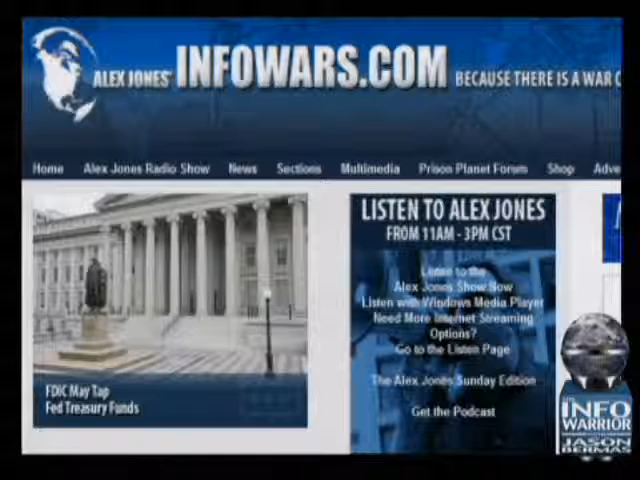 ALEX JONES' INFOWARS.COM BECAUSE THERE IS A WAR
Home Alex Jones Radio Show News Sections Multimedia Prison Planet Forum Shop Adve
LISTEN TO ALEX JONES
FROM 11AM - 3PM CST
Listen to the
Alex Jones Show Now
Listen with Windows Media Player
Need More Internet Streaming
Options?
Go to the Listen Page
The Alex Jones Sunday Edition
Get the Podcast
FDIC May Tap
Fed Treasury Funds
INFO
WARRIOR
JASON
BERMAS